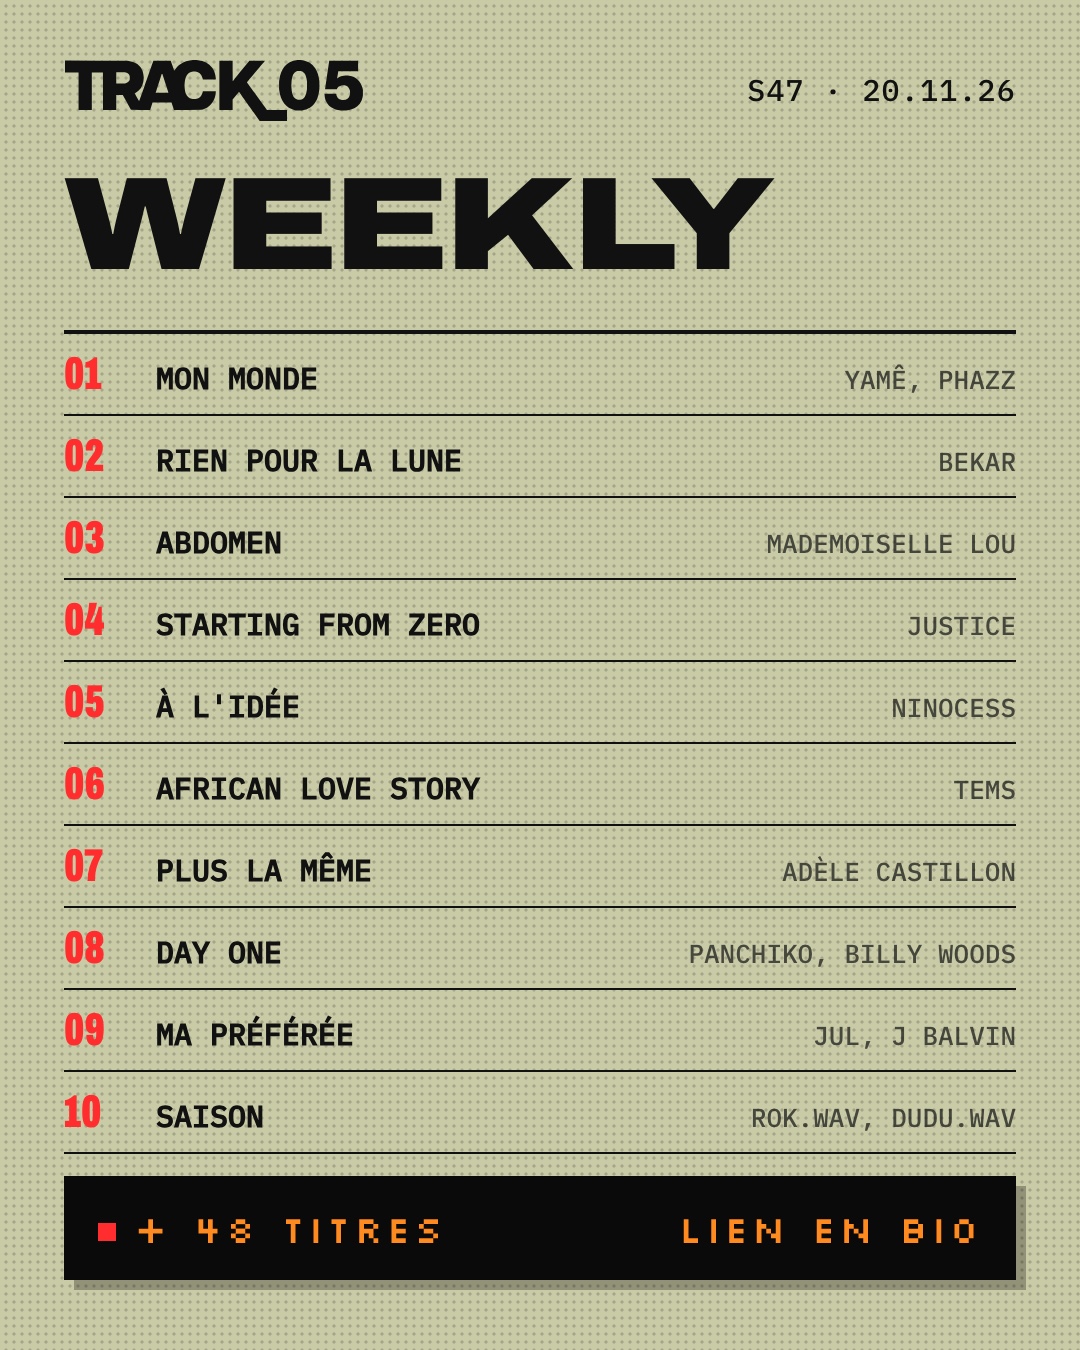 TRACK_05
S47 · 20.11.26
WEEKLY
01 MON MONDE YAMÊ, PHAZZ
02 RIEN POUR LA LUNE BEKAR
03 ABDOMEN MADEMOISELLE LOU
04 STARTING FROM ZERO JUSTICE
05 À L'IDÉE NINOCESS
06 AFRICAN LOVE STORY TEMS
07 PLUS LA MÊME ADÈLE CASTILLON
08 DAY ONE PANCHIKO, BILLY WOODS
09 MA PRÉFÉRÉE JUL, J BALVIN
10 SAISON ROK.WAV, DUDU.WAV
+ 48 TITRES LIEN EN BIO